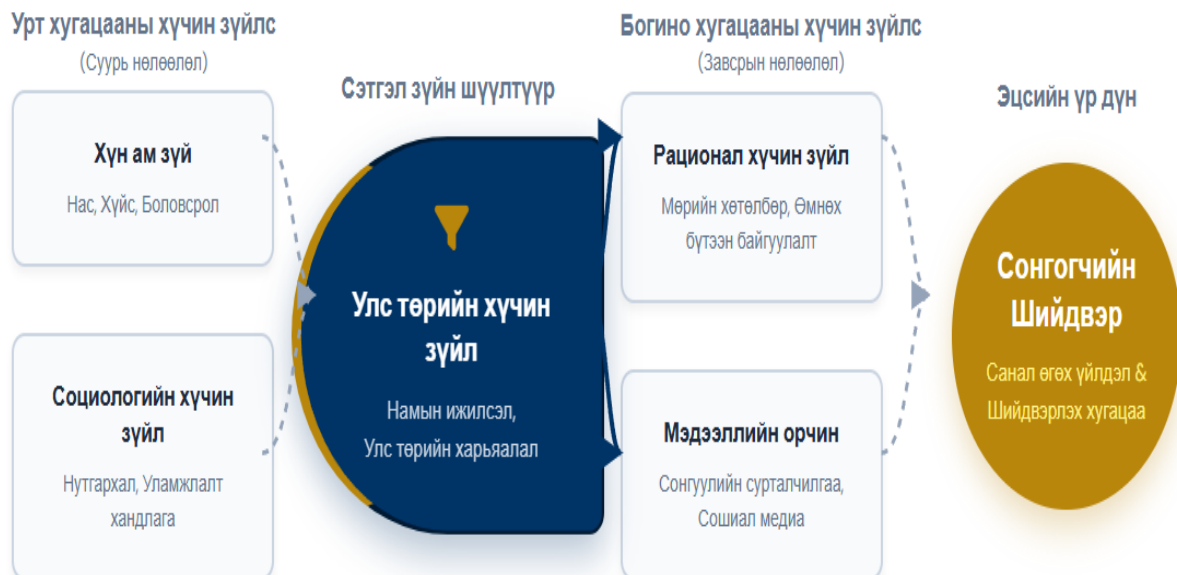 Урт хугацааны хүчин зүйлс
(Суурь нөлөөлөл)
Хүн ам зүй
Нас, Хүйс, Боловсрол
Социологийн хүчин
зүйл
Нутгархал, Уламжлалт
хандлага
Сэтгэл зүйн шүүлтүүр
Улс төрийн хүчин
зүйл
Намын ижилсэл,
Улс төрийн харьяалал
Богино хугацааны хүчин зүйлс
(Завсрын нөлөөлөл)
Рационал хүчин зүйл
Мөрийн хөтөлбөр, Өмнөх
бүтээн байгуулалт
Мэдээллийн орчин
Сонгуулийн сурталчилгаа,
Сошиал медиа
Эцсийн үр дүн
Сонгогчийн
Шийдвэр
Санал өгөх үйлдэл &
Шийдвэрлэх хугацаа